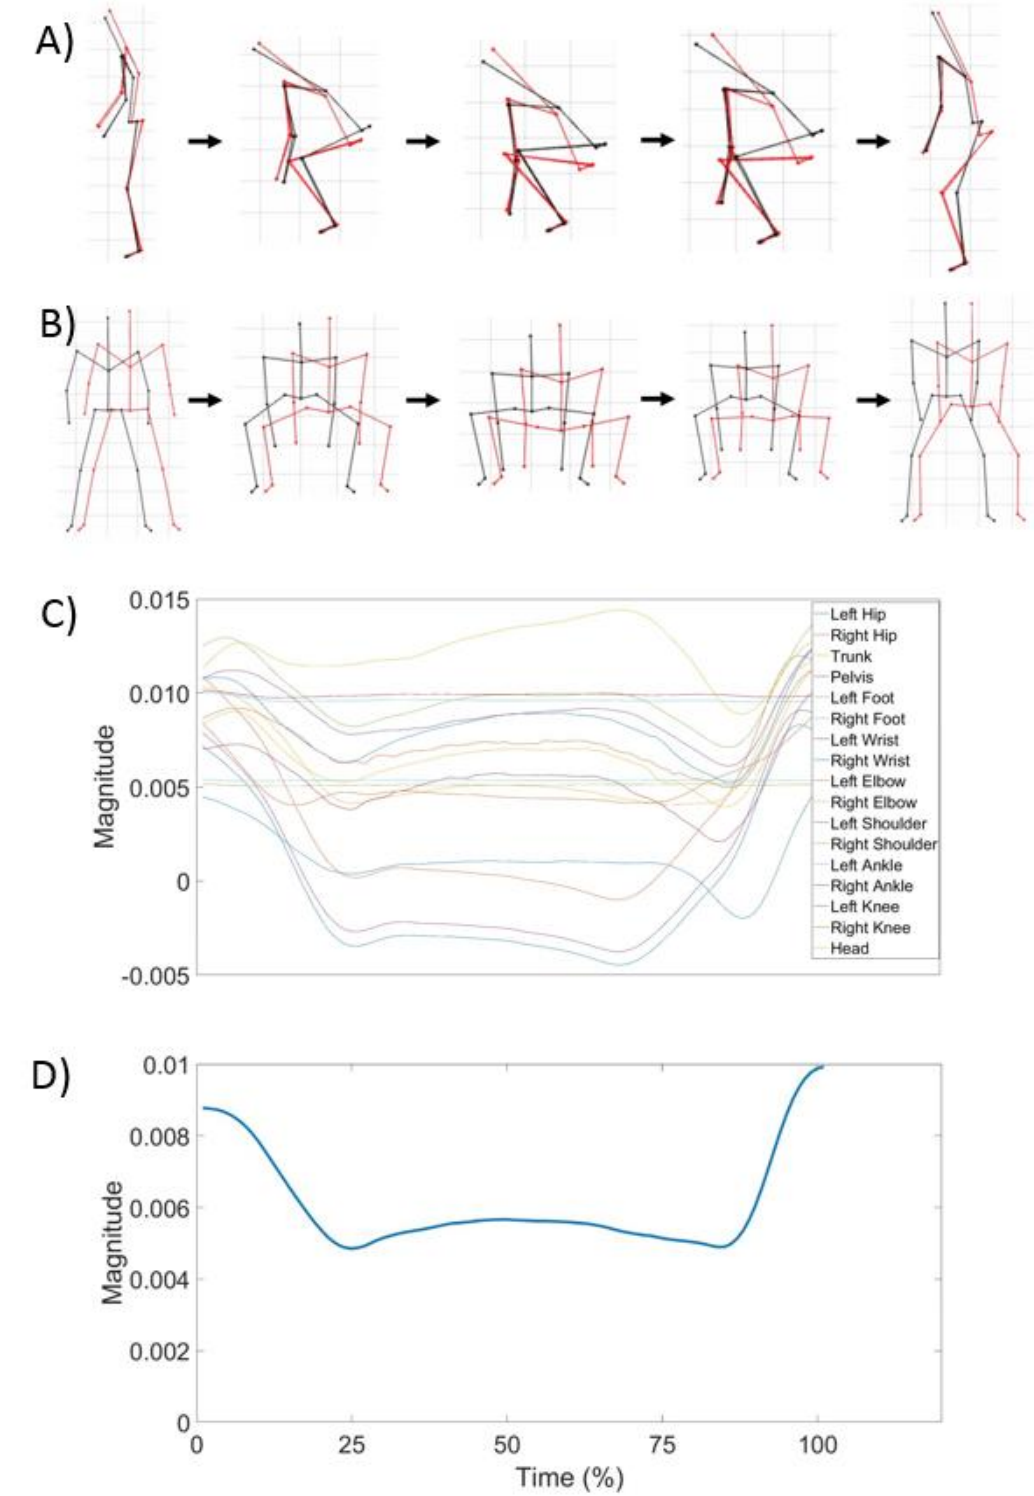 A)
B)
C)
0.015
0.010
0.005
0
-0.005
Magnitude
Left Hip
Right Hip
Trunk
Pelvis
Left Foot
Right Foot
Left Wrist
Right Wrist
Left Elbow
Right Elbow
Left Shoulder
Right Shoulder
Left Ankle
Right Ankle
Left Knee
Right Knee
Head
D)
0.01
0.008
0.006
0.004
0.002
0
Magnitude
0 25 50 75 100
Time (%)